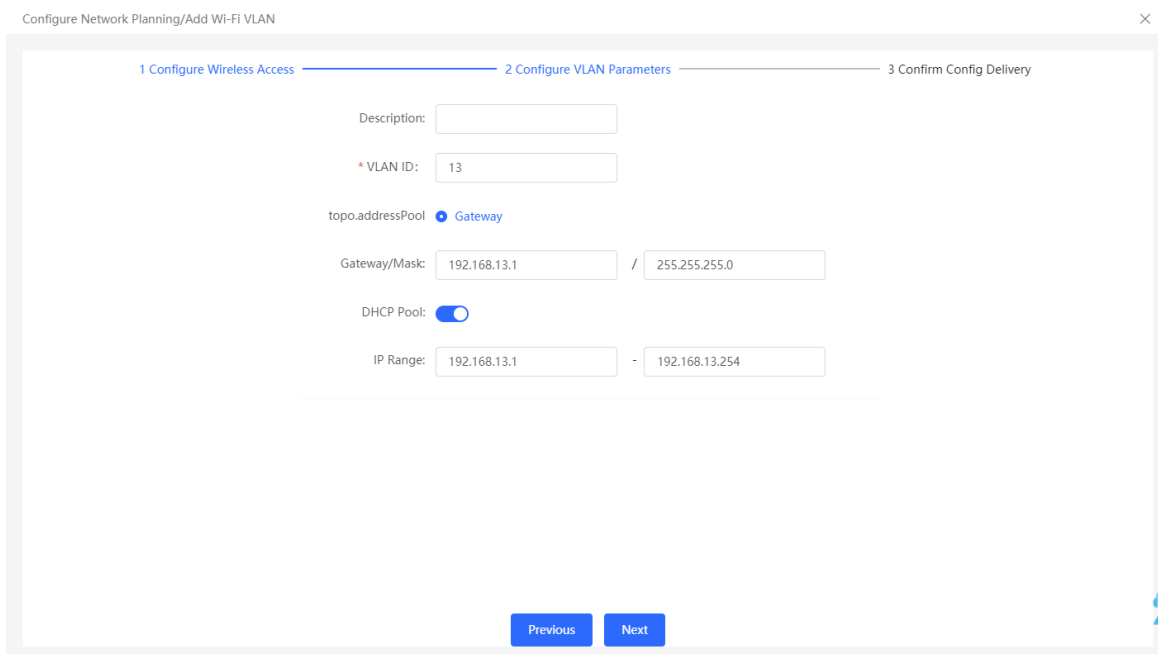 Configure Network Planning/Add Wi-Fi VLAN
1 Configure Wireless Access 2 Configure VLAN Parameters 3 Confirm Config Delivery
Description:
* VLAN ID: 13
topo.addressPool Gateway
Gateway/Mask: 192.168.13.1 / 255.255.255.0
DHCP Pool:
IP Range: 192.168.13.1 - 192.168.13.254
Previous Next